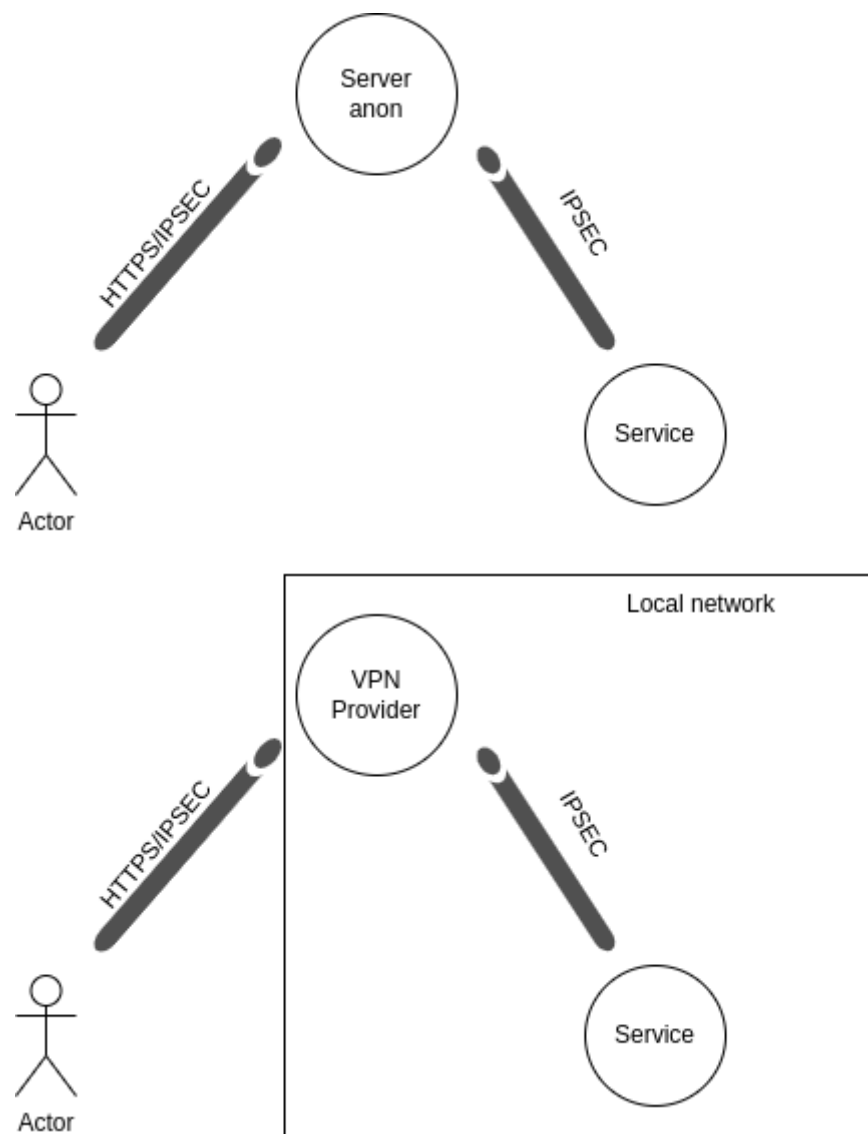 Server
anon
HTTPS/IPSEC
IPSEC
Service
Actor
Local network
VPN
Provider
HTTPS/IPSEC
IPSEC
Service
Actor